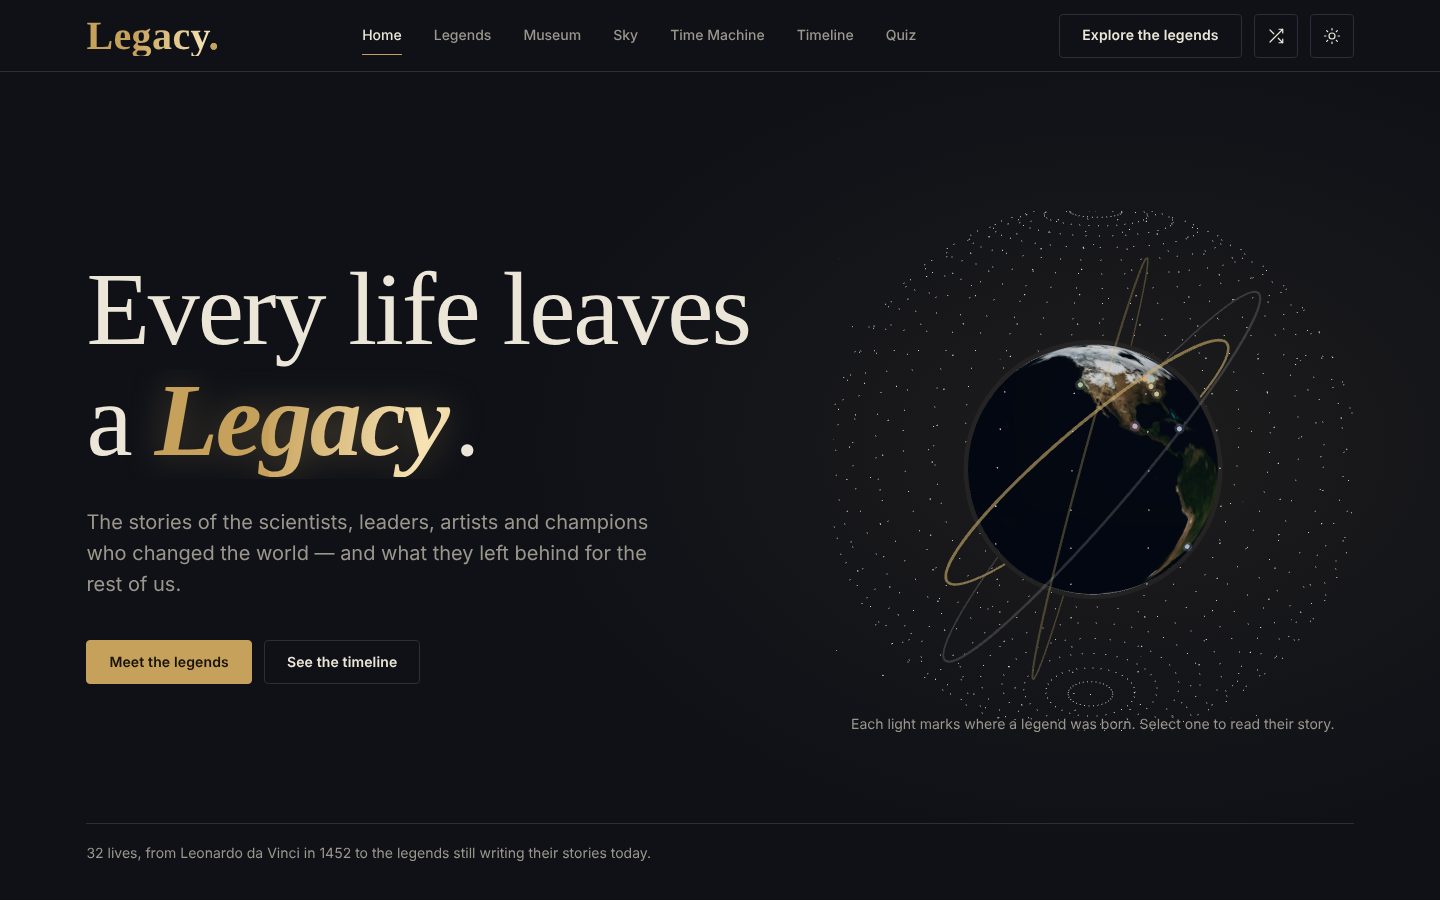 Legacy.
Home
Legends
Museum
Sky
Time Machine
Timeline
Quiz
Explore the legends
Every life leaves
a Legacy.
The stories of the scientists, leaders, artists and champions
who changed the world — and what they left behind for the
rest of us.
Meet the legends
See the timeline
Each light marks where a legend was born. Select one to read their story.
32 lives, from Leonardo da Vinci in 1452 to the legends still writing their stories today.